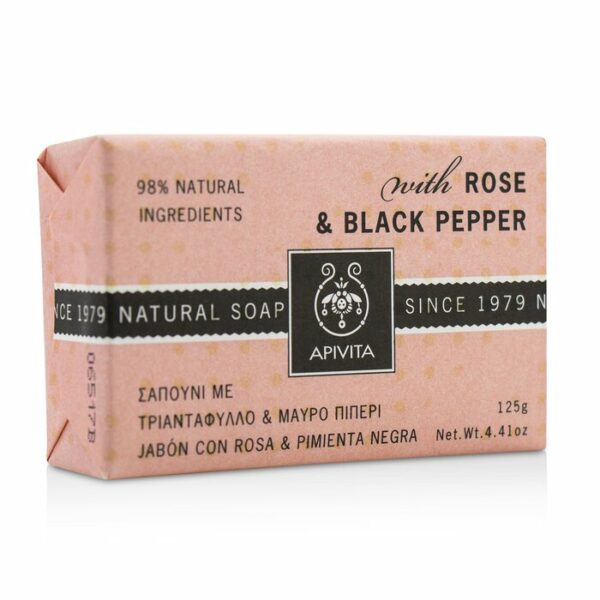 98% NATURAL
INGREDIENTS
with ROSE
& BLACK PEPPER
NCE 1979
NATURAL SOAP
APIVITA
SINCE 1979 N
ΣΑΠΟΥΝΙ ΜΕ
ΤΡΙΑΝΤΑΦΥΛΛΟ & ΜΑΥΡΟ ΠΙΠΕΡΙ
JABÓN CON ROSA & PIMIENTA NEGRA
125g
Net.Wt.4.41oz
06517B